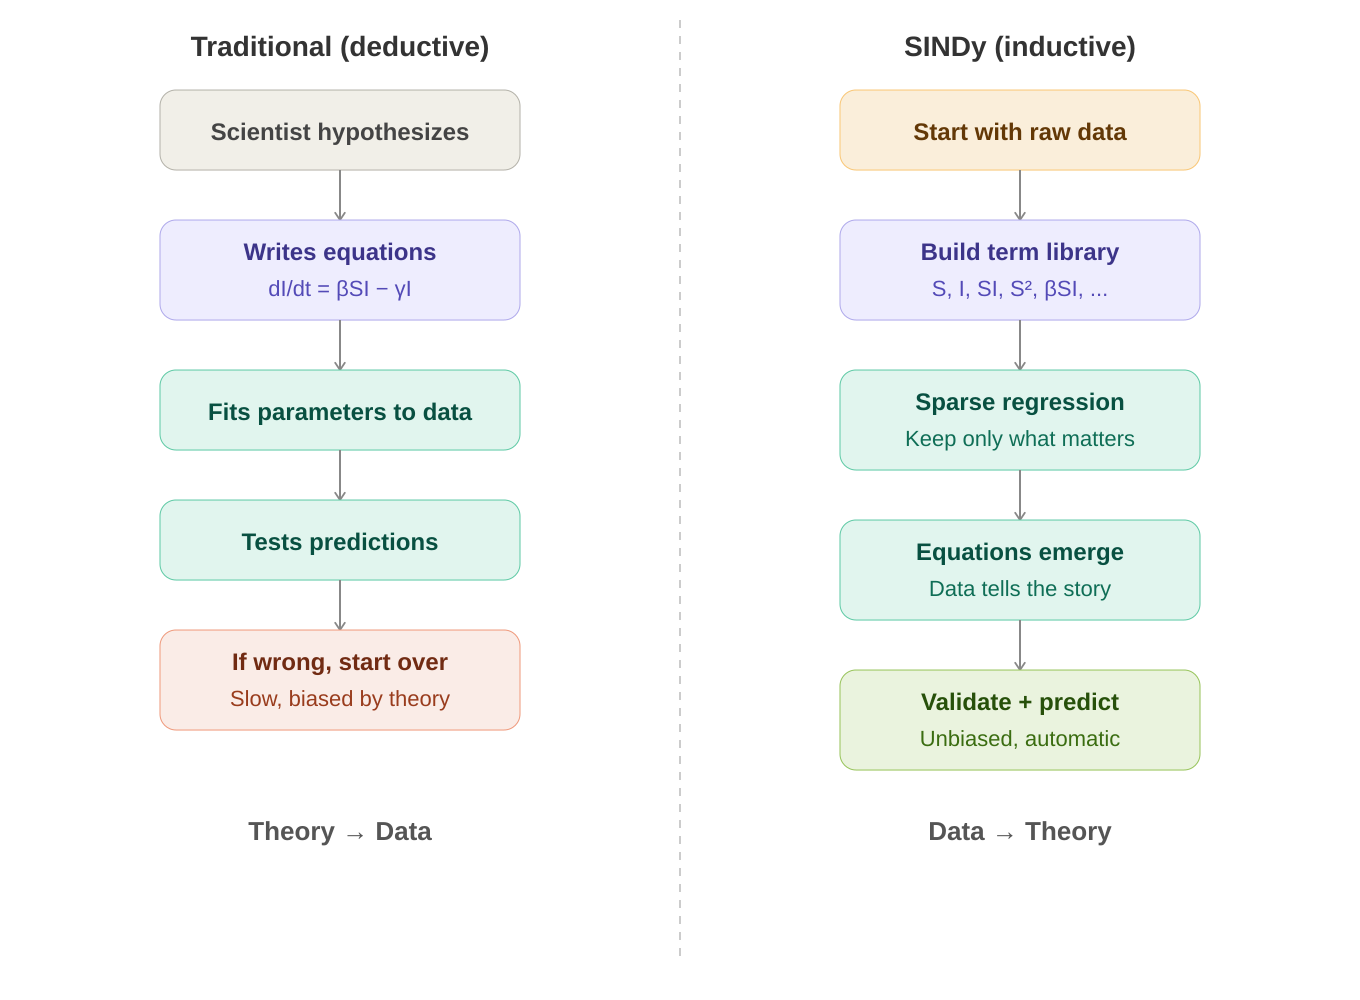 Traditional (deductive)
Scientist hypothesizes
Writes equations
dI/dt = βSI − γI
Fits parameters to data
Tests predictions
If wrong, start over
Slow, biased by theory
Theory → Data
SINDy (inductive)
Start with raw data
Build term library
S, I, SI, S², βSI, ...
Sparse regression
Keep only what matters
Equations emerge
Data tells the story
Validate + predict
Unbiased, automatic
Data → Theory